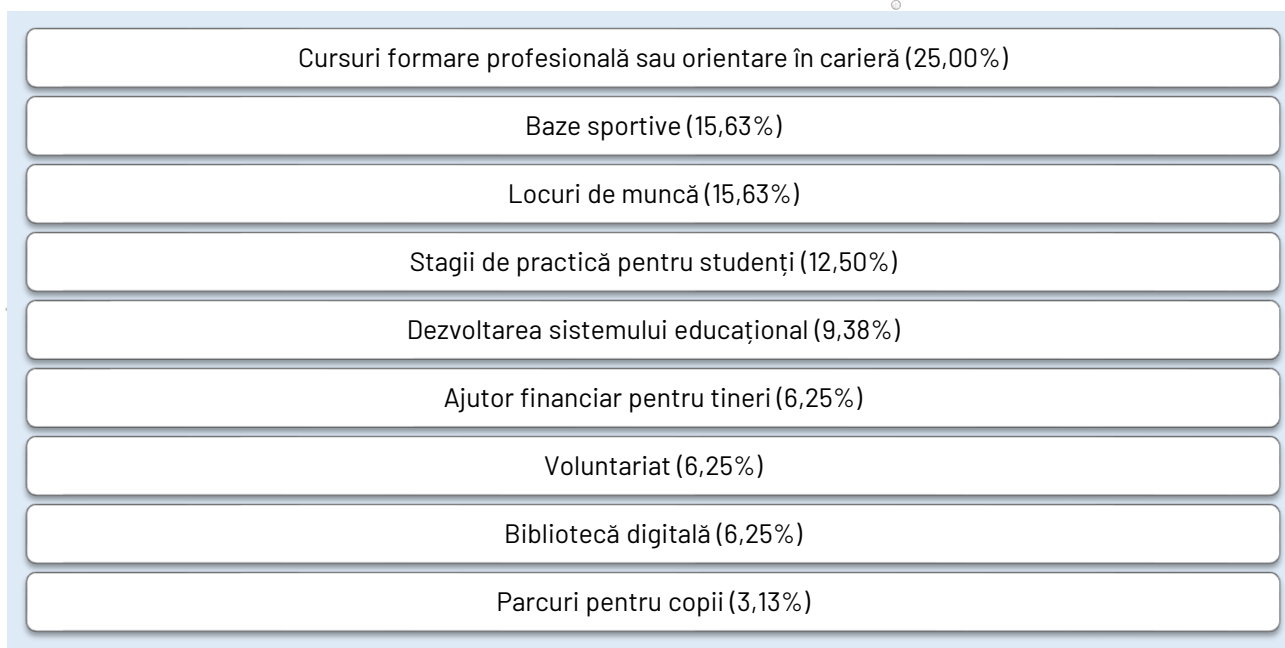 Cursuri formare profesională sau orientare în carieră (25,00%)
Baze sportive (15,63%)
Locuri de muncă (15,63%)
Stagii de practică pentru studenți (12,50%)
Dezvoltarea sistemului educațional (9,38%)
Ajutor financiar pentru tineri (6,25%)
Voluntariat (6,25%)
Bibliotecă digitală (6,25%)
Parcuri pentru copii (3,13%)